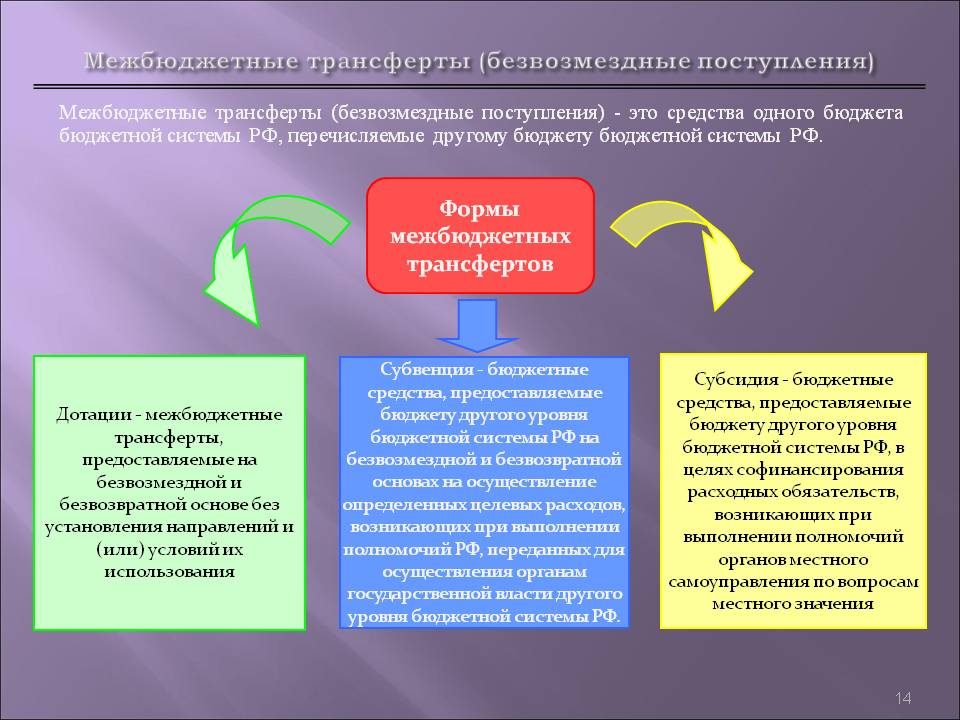 Межбюджетные трансферты (безвозмездные поступления)
Межбюджетные трансферты (безвозмездные поступления) - это средства одного бюджета
бюджетной системы РФ, перечисляемые другому бюджету бюджетной системы РФ.
Формы
межбюджетных
трансфертов
Дотации - межбюджетные
трансферты,
предоставляемые на
безвозмездной и
безвозвратной основе без
установления направлений и
(или) условий их
использования
Субвенция - бюджетные
средства, предоставляемые
бюджету другого уровня
бюджетной системы РФ на
безвозмездной и безвозвратной
основах на осуществление
определенных целевых расходов,
возникающих при выполнении
полномочий РФ, переданных для
осуществления органам
государственной власти другого
уровня бюджетной системы РФ.
Субсидия - бюджетные
средства, предоставляемые
бюджету другого уровня
бюджетной системы РФ, в
целях софинансирования
расходных обязательств,
возникающих при
выполнении полномочий
органов местного
самоуправления по вопросам
местного значения
14